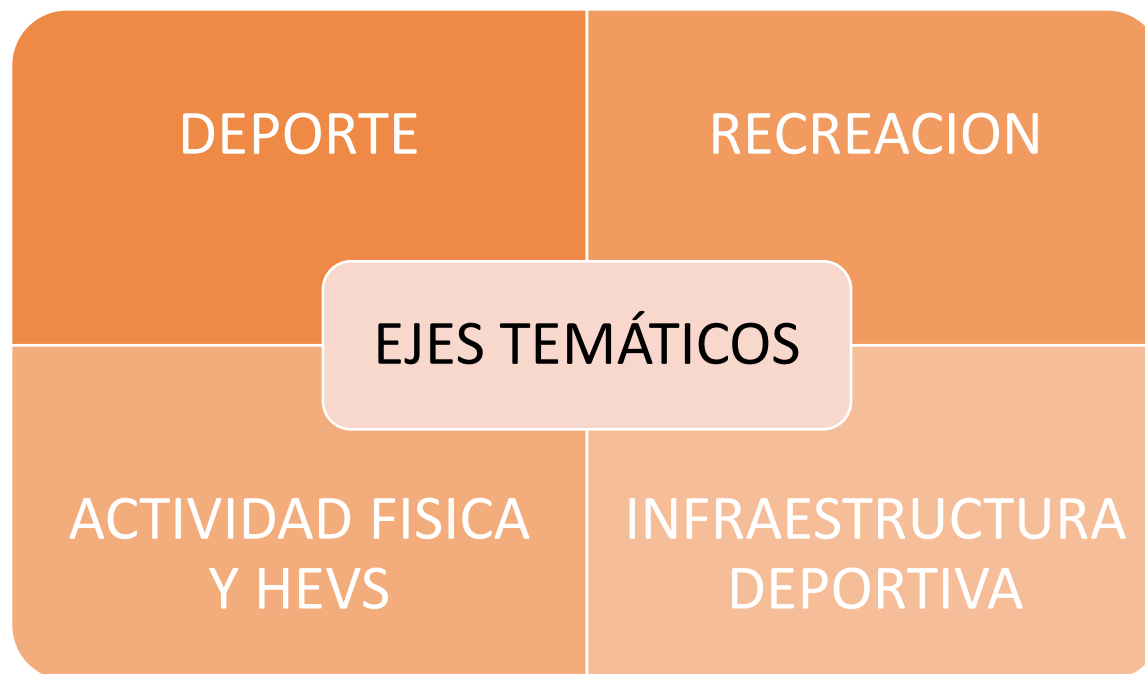 DEPORTE
RECREACION
EJES TEMÁTICOS
ACTIVIDAD FISICA
Y HEVS
INFRAESTRUCTURA
DEPORTIVA